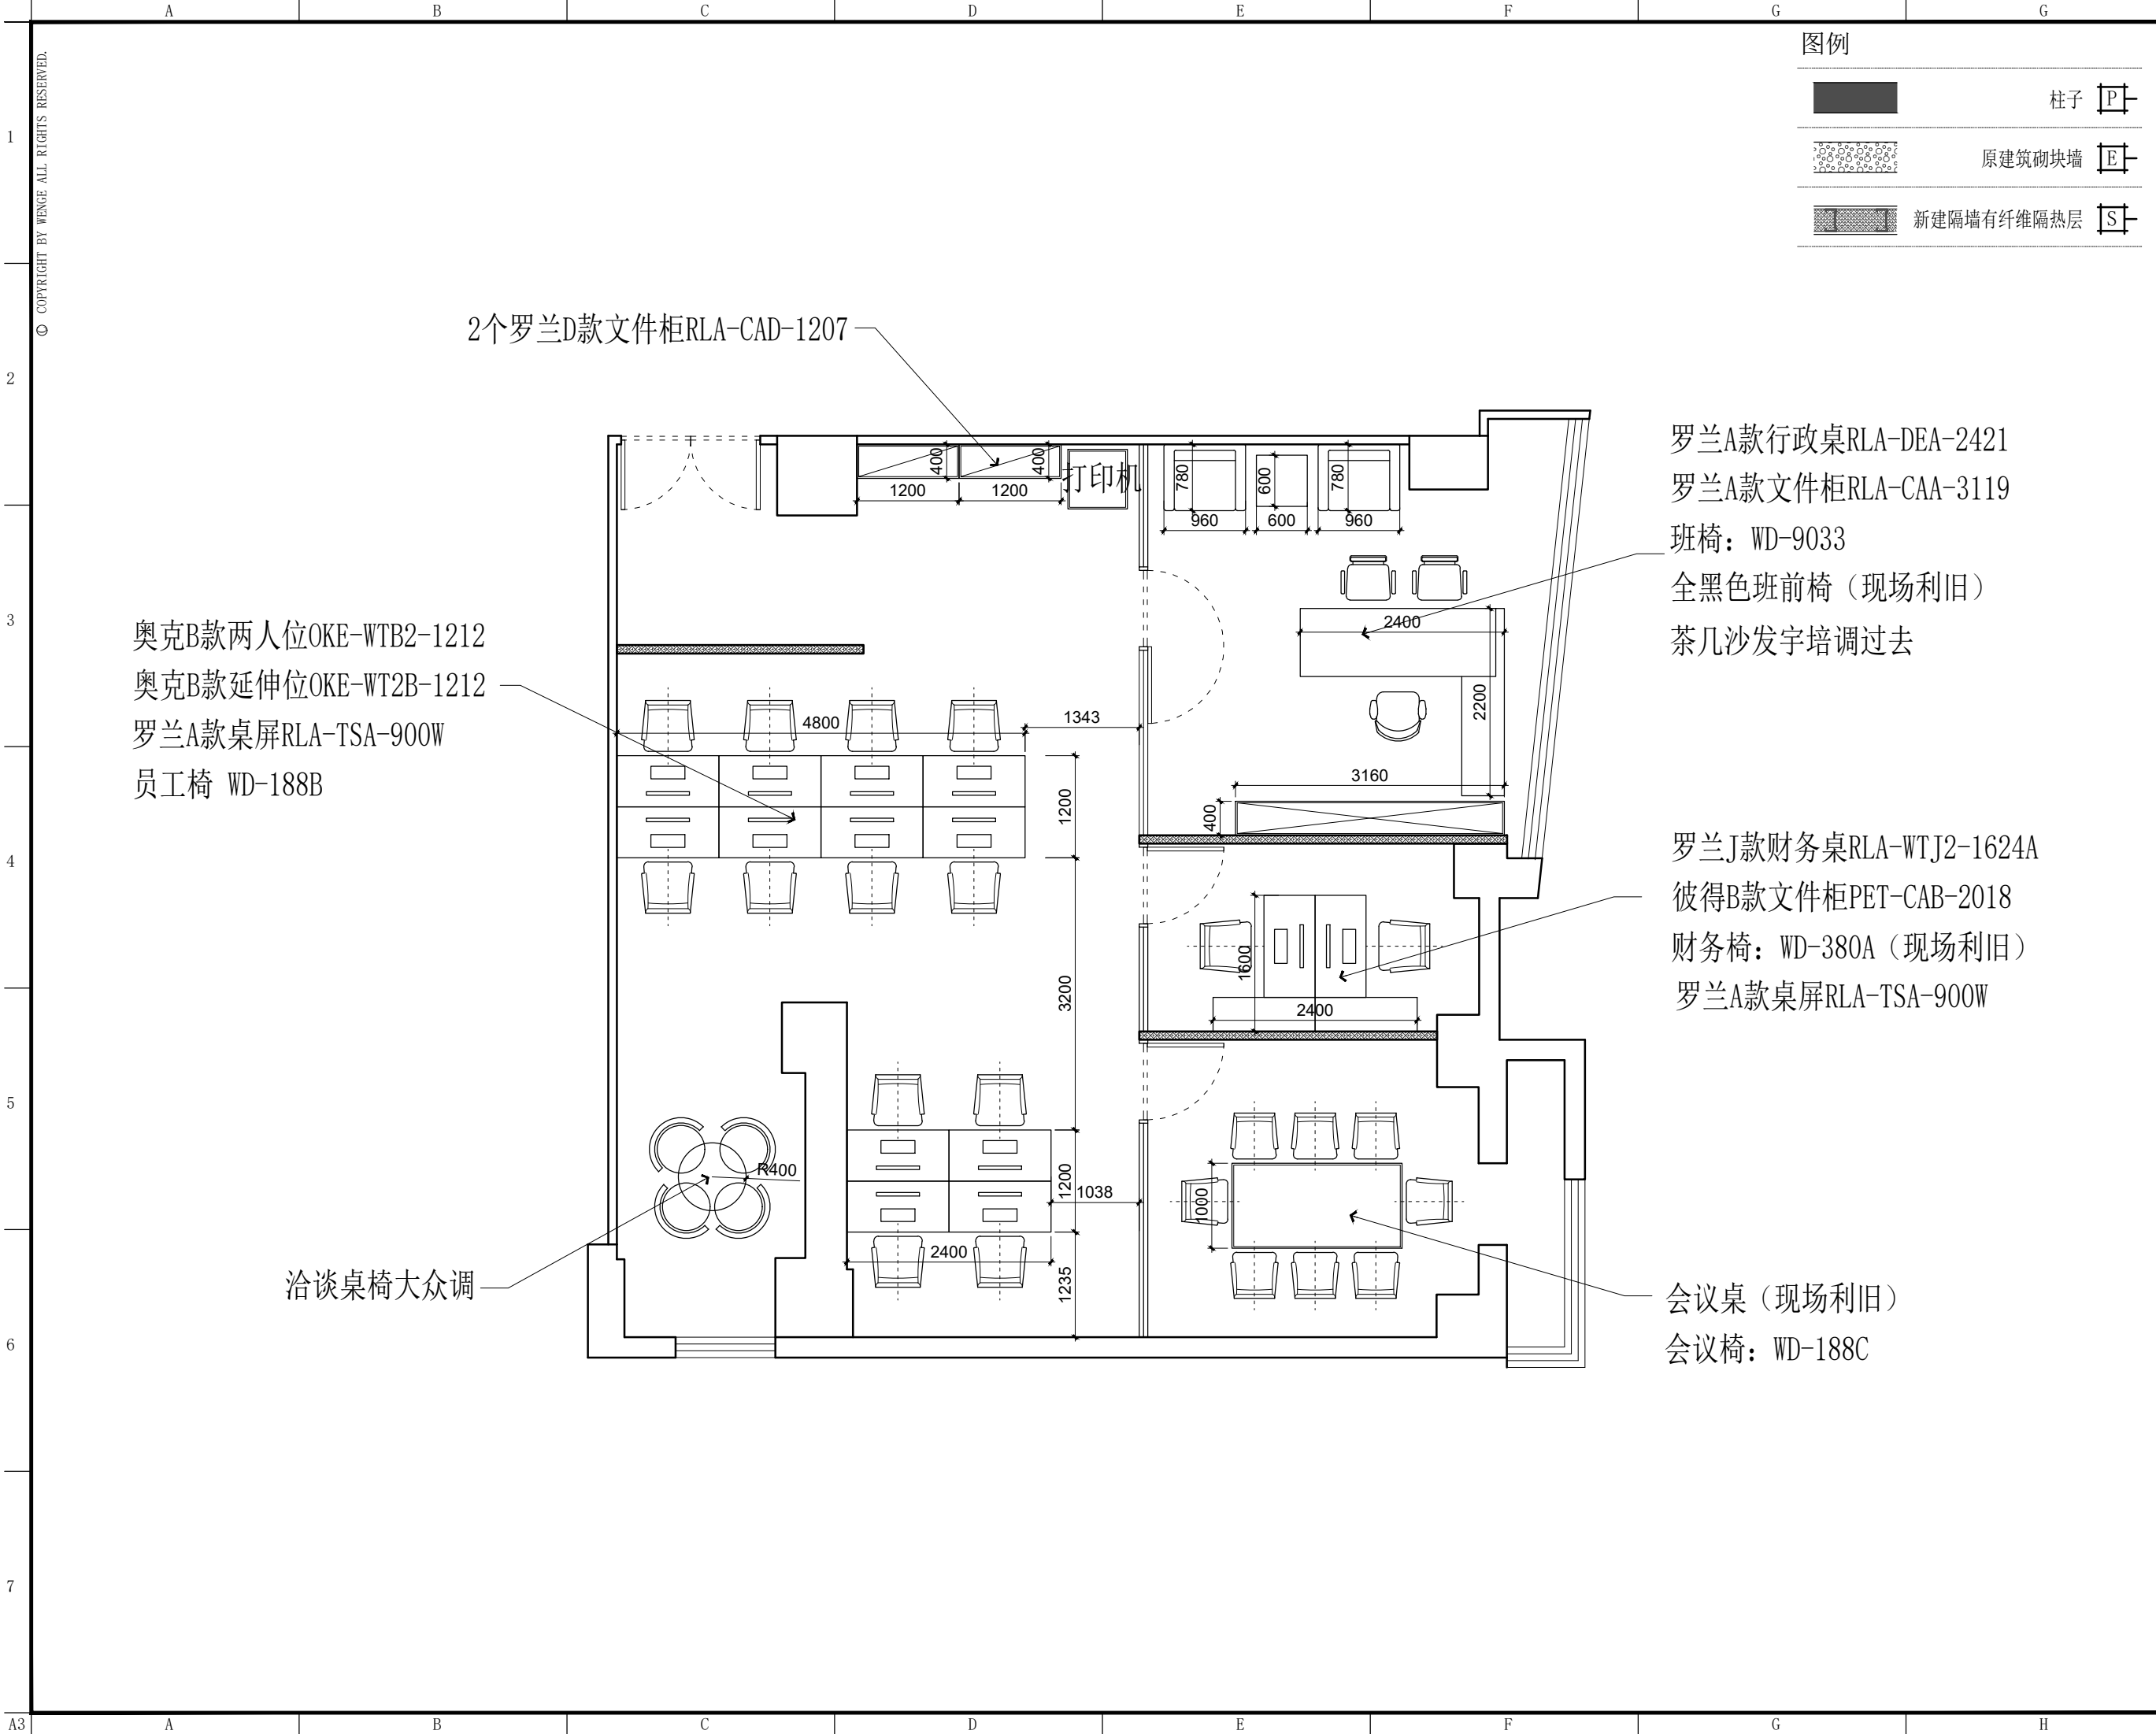 A B C D E F G G
© COPYRIGHT BY WENGE ALL RIGHTS RESERVED.
图例
柱子 P
原建筑砌块墙 E
新建隔墙有纤维隔热层 S
1
2
3
4
5
6
7
2个罗兰D款文件柜RLA-CAD-1207
罗兰A款行政桌RLA-DEA-2421
罗兰A款文件柜RLA-CAA-3119
班椅：WD-9033
全黑色班前椅（现场利旧）
茶几沙发宇培调过去
奥克B款两人位OKE-WTB2-1212
奥克B款延伸位OKE-WT2B-1212
罗兰A款桌屏RLA-TSA-900W
员工椅 WD-188B
罗兰J款财务桌RLA-WTJ2-1624A
彼得B款文件柜PET-CAB-2018
财务椅：WD-380A（现场利旧）
罗兰A款桌屏RLA-TSA-900W
洽谈桌椅大众调
会议桌（现场利旧）
会议椅：WD-188C
400
400
打印机
1200
1200
780
600
780
960
600
960
2400
2200
4800
1343
3160
400
1200
1600
2400
3200
R400
1200
1038
1000
2400
1235
A3 A B C D E F G H